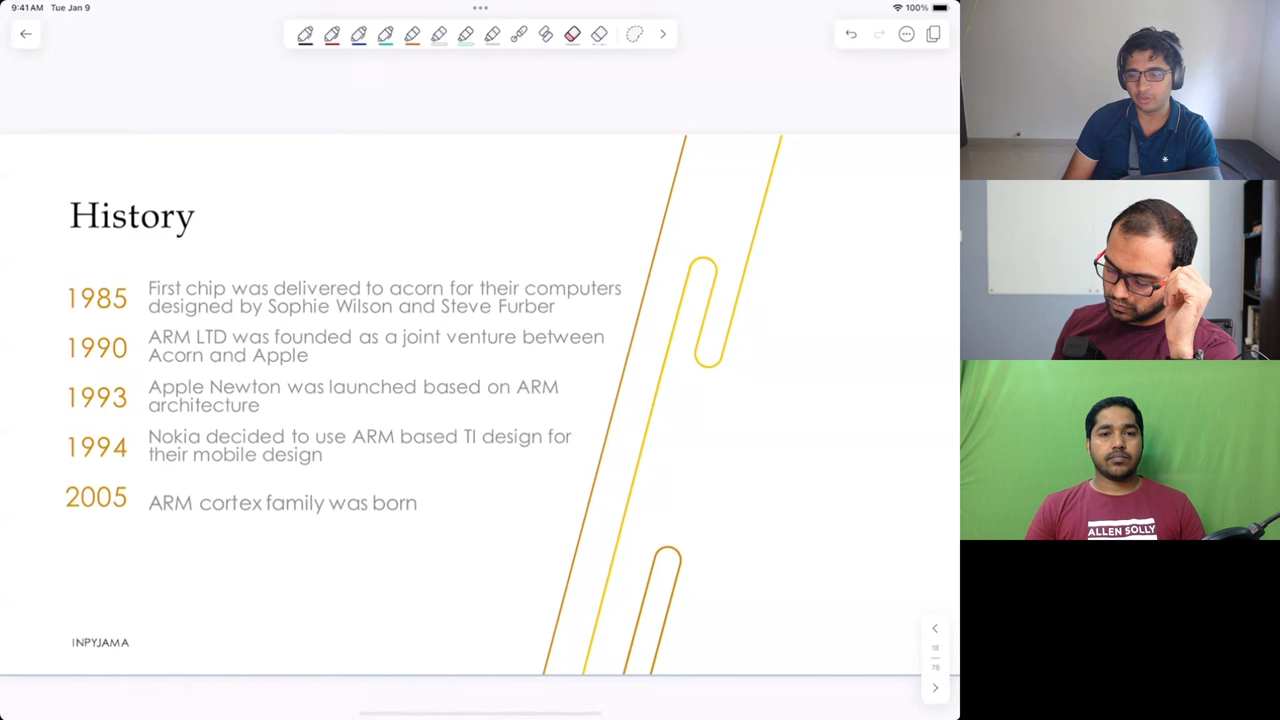 9:41 AM Tue Jan 9
100%
History
1985
First chip was delivered to acorn for their computers
designed by Sophie Wilson and Steve Furber
1990
ARM LTD was founded as a joint venture between
Acorn and Apple
1993
Apple Newton was launched based on ARM
architecture
1994
Nokia decided to use ARM based TI design for
their mobile design
2005
ARM cortex family was born
INPYJAMA
18
78
ALLEN SOLLY